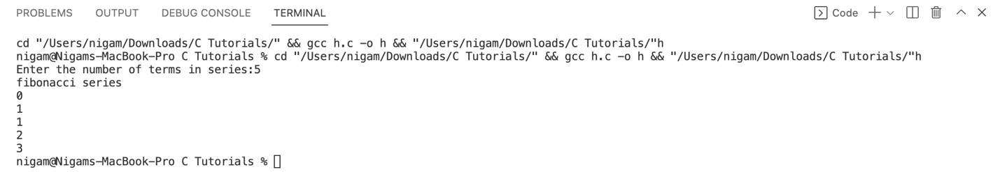 PROBLEMS OUTPUT DEBUG CONSOLE TERMINAL Code
cd "/Users/nigam/Downloads/C Tutorials/" && gcc h.c -o h && "/Users/nigam/Downloads/C Tutorials/"h
nigam@Nigams-MacBook-Pro C Tutorials % cd "/Users/nigam/Downloads/C Tutorials/" && gcc h.c -o h && "/Users/nigam/Downloads/C Tutorials/"h
Enter the number of terms in series:5
fibonacci series
0
1
1
2
3
nigam@Nigams-MacBook-Pro C Tutorials %